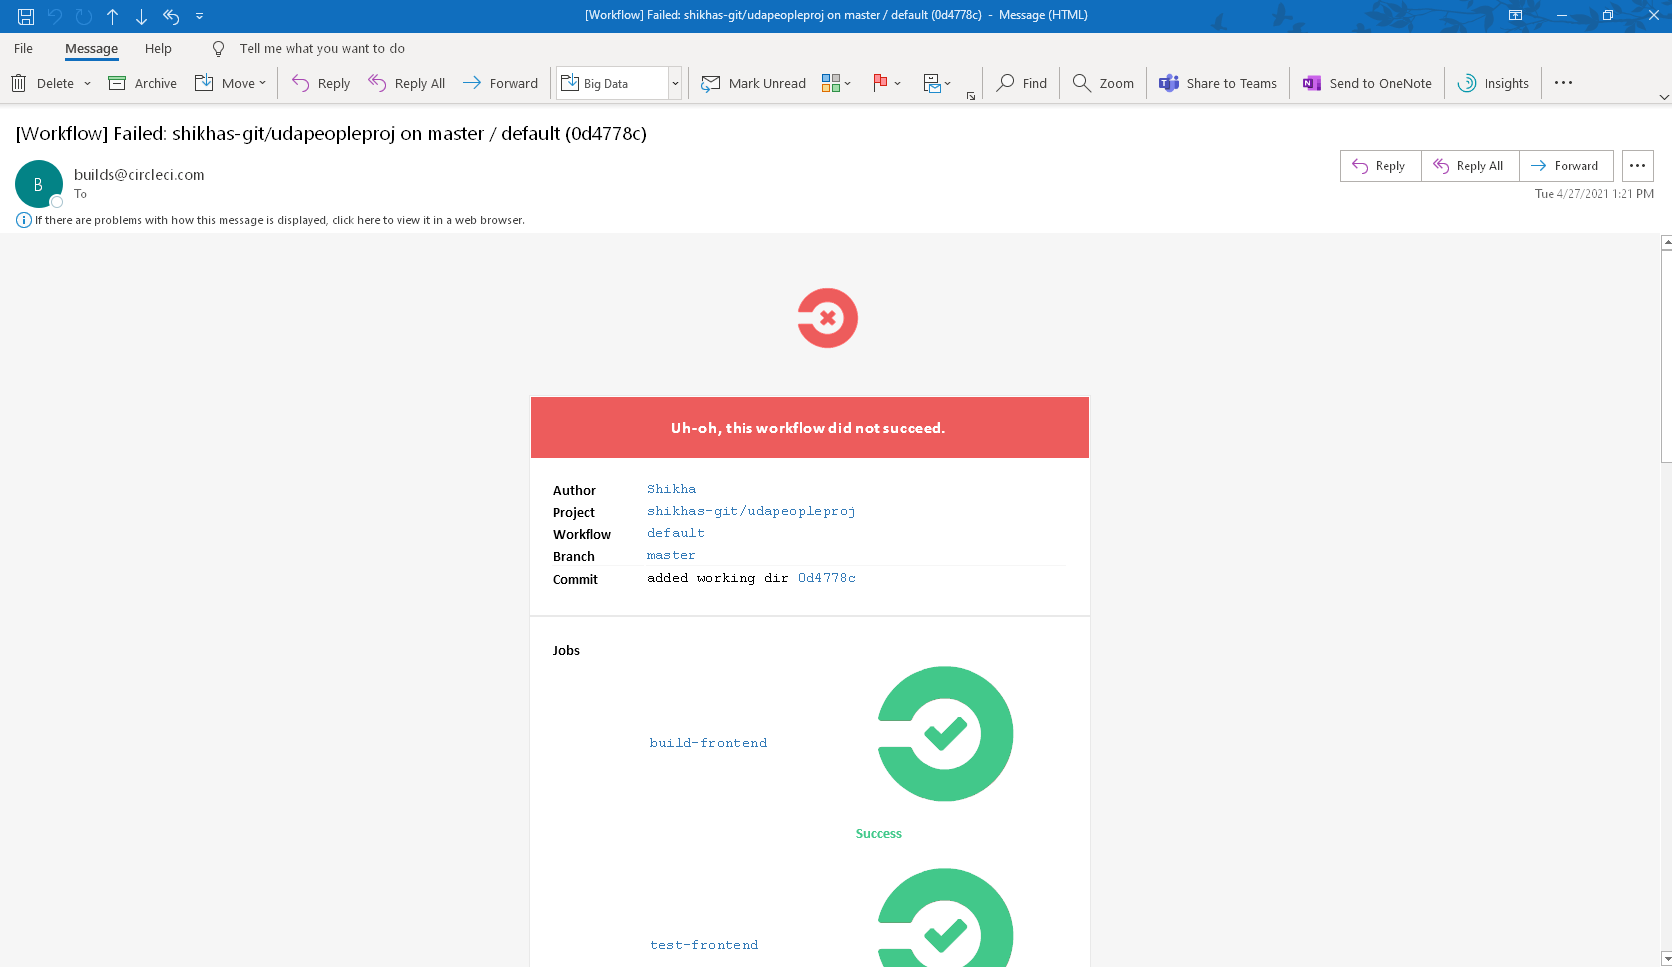 [Workflow] Failed: shikhas-git/udapeopleproj on master / default (0d4778c) - Message (HTML)
File Message Help Tell me what you want to do
Delete Archive Move Reply Reply All Forward Big Data Mark Unread Find Zoom Share to Teams Send to OneNote Insights
[Workflow] Failed: shikhas-git/udapeopleproj on master / default (0d4778c)
B
builds@circleci.com
To
Reply Reply All Forward
Tue 4/27/2021 1:21 PM
If there are problems with how this message is displayed, click here to view it in a web browser.
Uh-oh, this workflow did not succeed.
Author Shikha
Project shikhas-git/udapeopleproj
Workflow default
Branch master
Commit added working dir 0d4778c
Jobs
build-frontend
Success
test-frontend